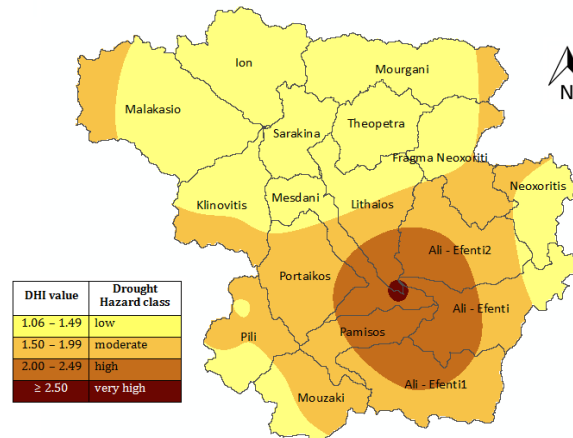 Ion
Mourgani
Malakasio
Theopetra
Sarakina
N
Fragma Neoxoriti
Neoxoritis
Klinovitis
Mesdani
Lithaios
Ali - Efenti2
Portaikos
Ali - Efenti
Pili
Pamisos
Ali - Efenti1
Mouzaki
DHI value Drought Hazard class
1.06 – 1.49 low
1.50 – 1.99 moderate
2.00 – 2.49 high
≥ 2.50 very high